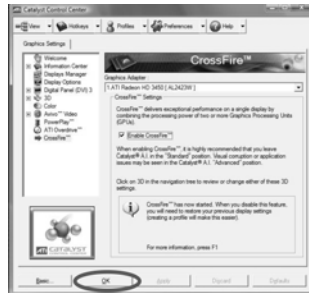 Catalyst Control Center
View
Hotkeys
Profiles
Preferences
Help
Graphics Settings
Welcome
Information Center
Displays Manager
Display Options
Digital Panel (DVI) 3
3D
Color
Avivo™ Video
PowerPlay™
ATI Overdrive™
CrossFire™
CATALYST
CrossFire™
Graphics Adapter
1.ATI Radeon HD 3450 [ AL2423W ]
CrossFire™ Settings
CrossFire™ delivers exceptional performance on a single display by
combining the processing power of two or more Graphics Processing Units
(GPUs).
Enable CrossFire™
When enabling CrossFire™, it is highly recommended that you leave
Catalyst® A.I. in the "Standard" position. Visual corruption or application
issues may be seen in the Catalyst® A.I. "Advanced" position.
Click on 3D in the navigation tree to review or change either of these 3D
settings.
CrossFire™ has now started. When you disable this feature,
you will need to restore your previous display settings
(creating a profile will make this easier).
For more information, press F1
Basic...
OK
Apply
Discard
Defaults